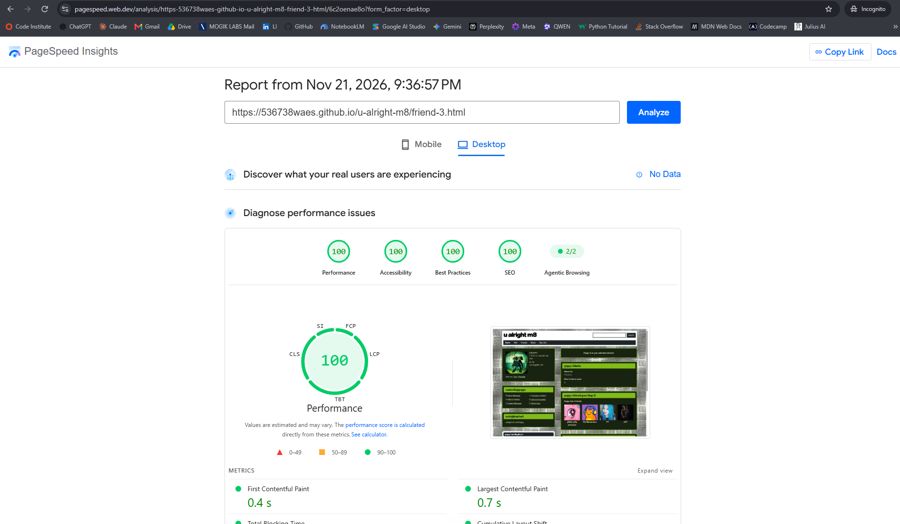 pagespeed.web.dev/analysis/https-536738waes-github-io-u-alright-m8-friend-3-html/6c2oenae8o?form_factor=desktop
Incognito
Code Institute ChatGPT Claude Gmail Drive MOGIK LABS Mail LI GitHub NotebookLM Google AI Studio Gemini Perplexity Meta QWEN Python Tutorial Stack Overflow MDN Web Docs Codecamp Julius AI »
PageSpeed Insights
Copy Link Docs
Report from Nov 21, 2026, 9:36:57 PM
https://536738waes.github.io/u-alright-m8/friend-3.html
Analyze
Mobile Desktop
Discover what your real users are experiencing
No Data
Diagnose performance issues
100 100 100 100 2/2
Performance Accessibility Best Practices SEO Agentic Browsing
SI FCP
CLS LCP
100
TBT
Performance
Values are estimated and may vary. The performance score is calculated
directly from these metrics. See calculator.
0–49 50–89 90–100
u alright m8
METRICS
Expand view
First Contentful Paint
0.4 s
Largest Contentful Paint
0.7 s
Total Blocking Time
Cumulative Layout Shift